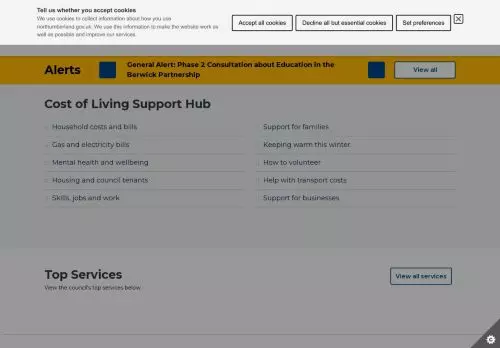 Tell us whether you accept cookies
We use cookies to collect information about how you use
northumberland.gov.uk. We use this information to make the website work as
well as possible and improve our services.
Accept all cookies
Decline all but essential cookies
Set preferences
Alerts
General Alert: Phase 2 Consultation about Education in the
Berwick Partnership
View all
Cost of Living Support Hub
Household costs and bills
Support for families
Gas and electricity bills
Keeping warm this winter
Mental health and wellbeing
How to volunteer
Housing and council tenants
Help with transport costs
Skills, jobs and work
Support for businesses
Top Services
View the council's top services below
View all services